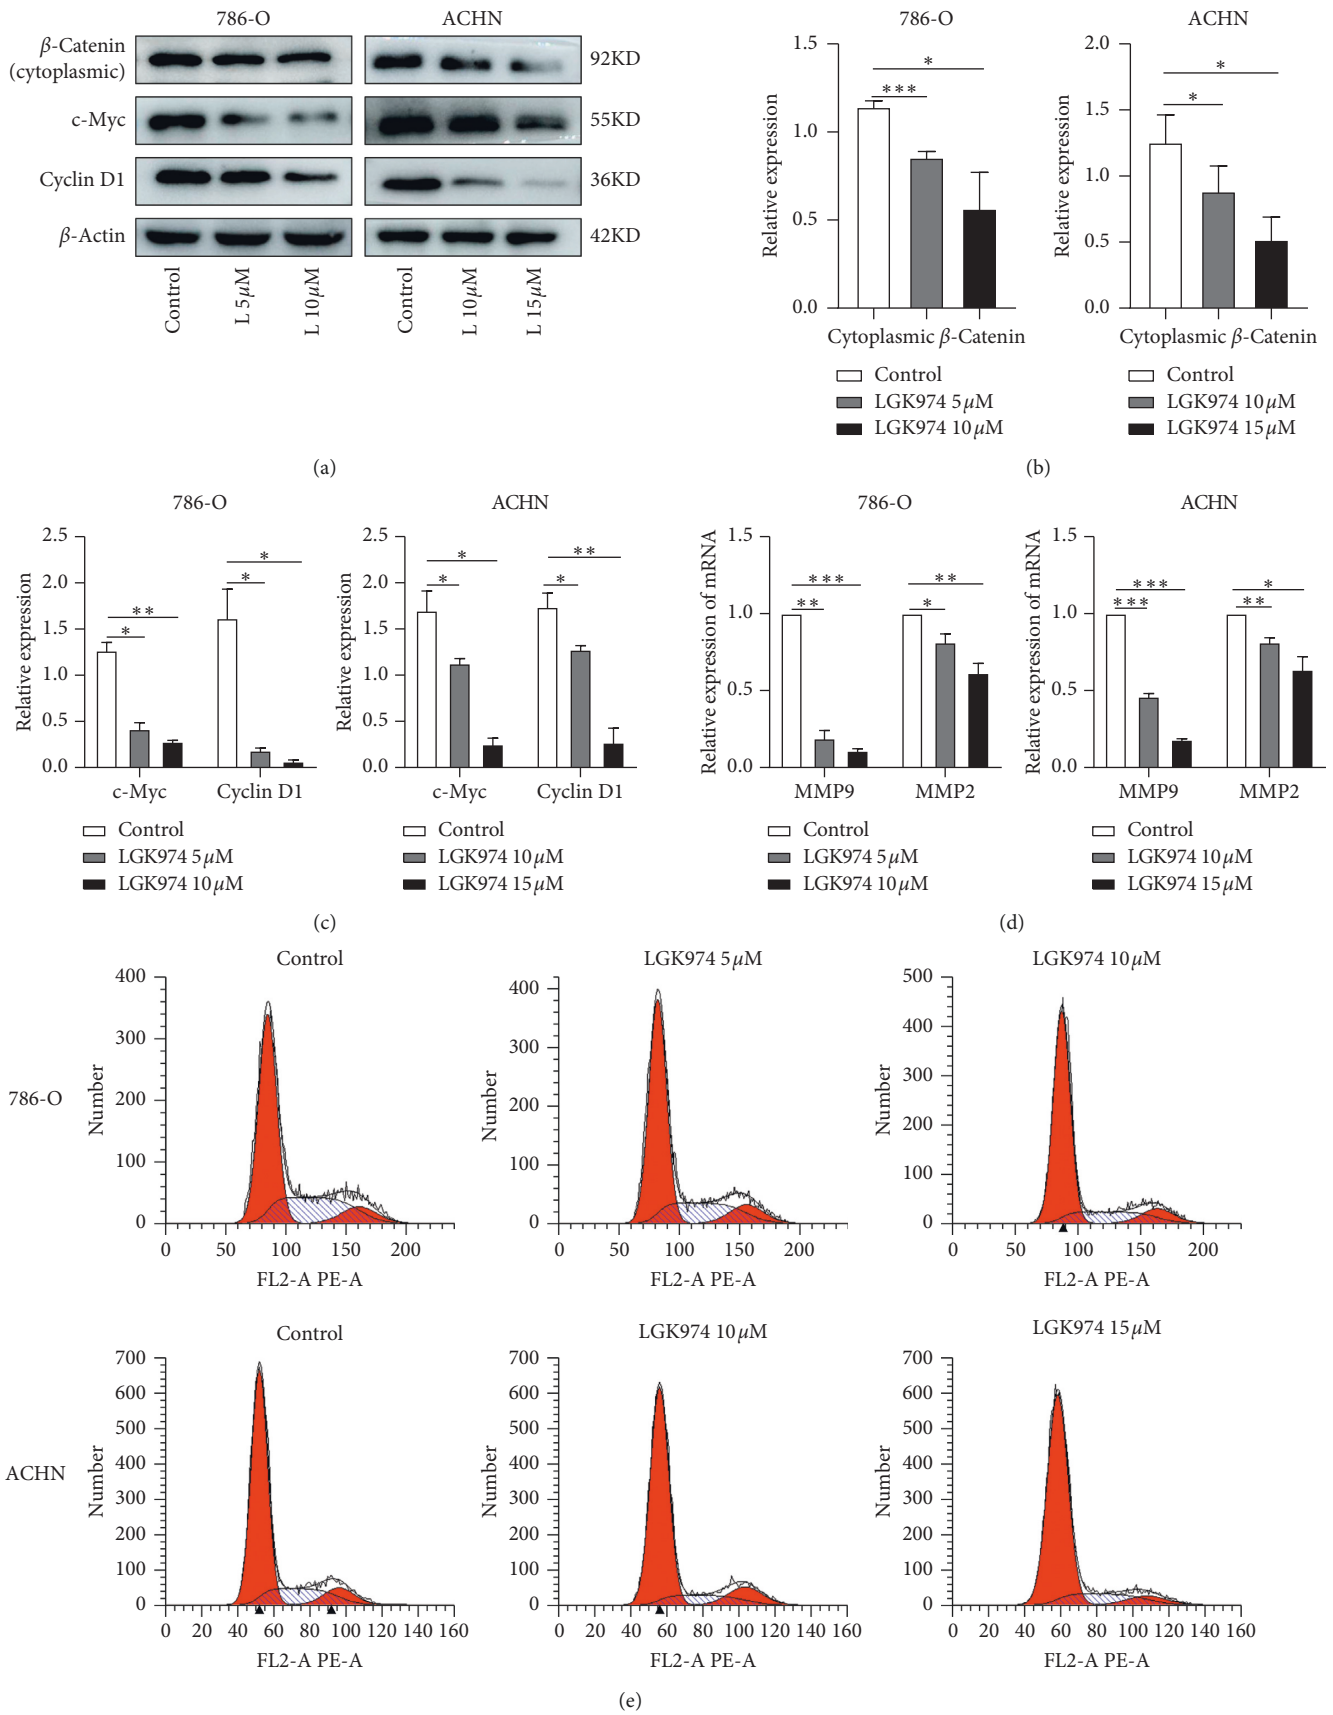 786-O ACHN
β-Catenin
(cytoplasmic) 92KD
c-Myc 55KD
Cyclin D1 36KD
β-Actin 42KD
Control L 5μM L 10μM Control L 10μM L 15μM
(a)
786-O
Relative expression
1.5
1.0
0.5
0.0
*
***
Cytoplasmic β-Catenin
Control
LGK974 5μM
LGK974 10μM
ACHN
Relative expression
2.0
1.5
1.0
0.5
0.0
*
*
Cytoplasmic β-Catenin
Control
LGK974 10μM
LGK974 15μM
(b)
786-O
Relative expression
2.5
2.0
1.5
1.0
0.5
0.0
**
*
*
*
c-Myc Cyclin D1
Control
LGK974 5μM
LGK974 10μM
ACHN
Relative expression
2.5
2.0
1.5
1.0
0.5
0.0
*
*
**
*
c-Myc Cyclin D1
Control
LGK974 10μM
LGK974 15μM
(c)
786-O
Relative expression of mRNA
1.5
1.0
0.5
0.0
***
**
**
*
MMP9 MMP2
Control
LGK974 5μM
LGK974 10μM
ACHN
Relative expression of mRNA
1.5
1.0
0.5
0.0
***
***
*
**
MMP9 MMP2
Control
LGK974 10μM
LGK974 15μM
(d)
786-O
Control
Number
400
300
200
100
0
0 50 100 150 200
FL2-A PE-A
LGK974 5μM
Number
400
300
200
100
0
0 50 100 150 200
FL2-A PE-A
LGK974 10μM
Number
500
400
300
200
100
0
0 50 100 150 200
FL2-A PE-A
ACHN
Control
Number
700
600
500
400
300
200
100
0
0 20 40 60 80 100 120 140 160
FL2-A PE-A
LGK974 10μM
Number
700
600
500
400
300
200
100
0
0 20 40 60 80 100 120 140 160
FL2-A PE-A
LGK974 15μM
Number
700
600
500
400
300
200
100
0
0 20 40 60 80 100 120 140 160
FL2-A PE-A
(e)